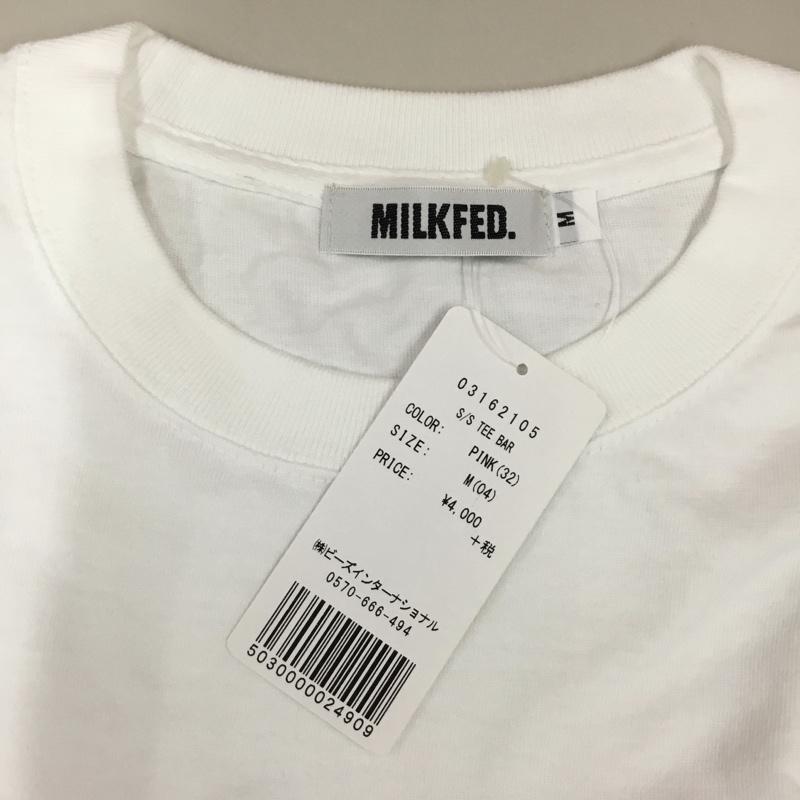 MILKFED.
M
03162105
S/S TEE BAR
COLOR: PINK(32)
SIZE: M(04)
PRICE: ¥4,000
+税
㈱ビーズインターナショナル
0570-666-494
5030000024909